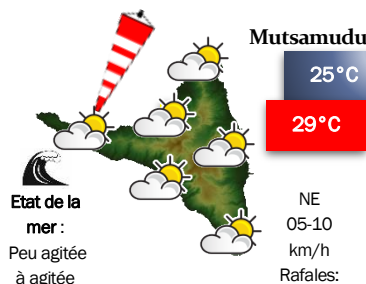 Mutsamudu
25°C
29°C
Etat de la
mer :
Peu agitée
à agitée
NE
05-10
km/h
Rafales: